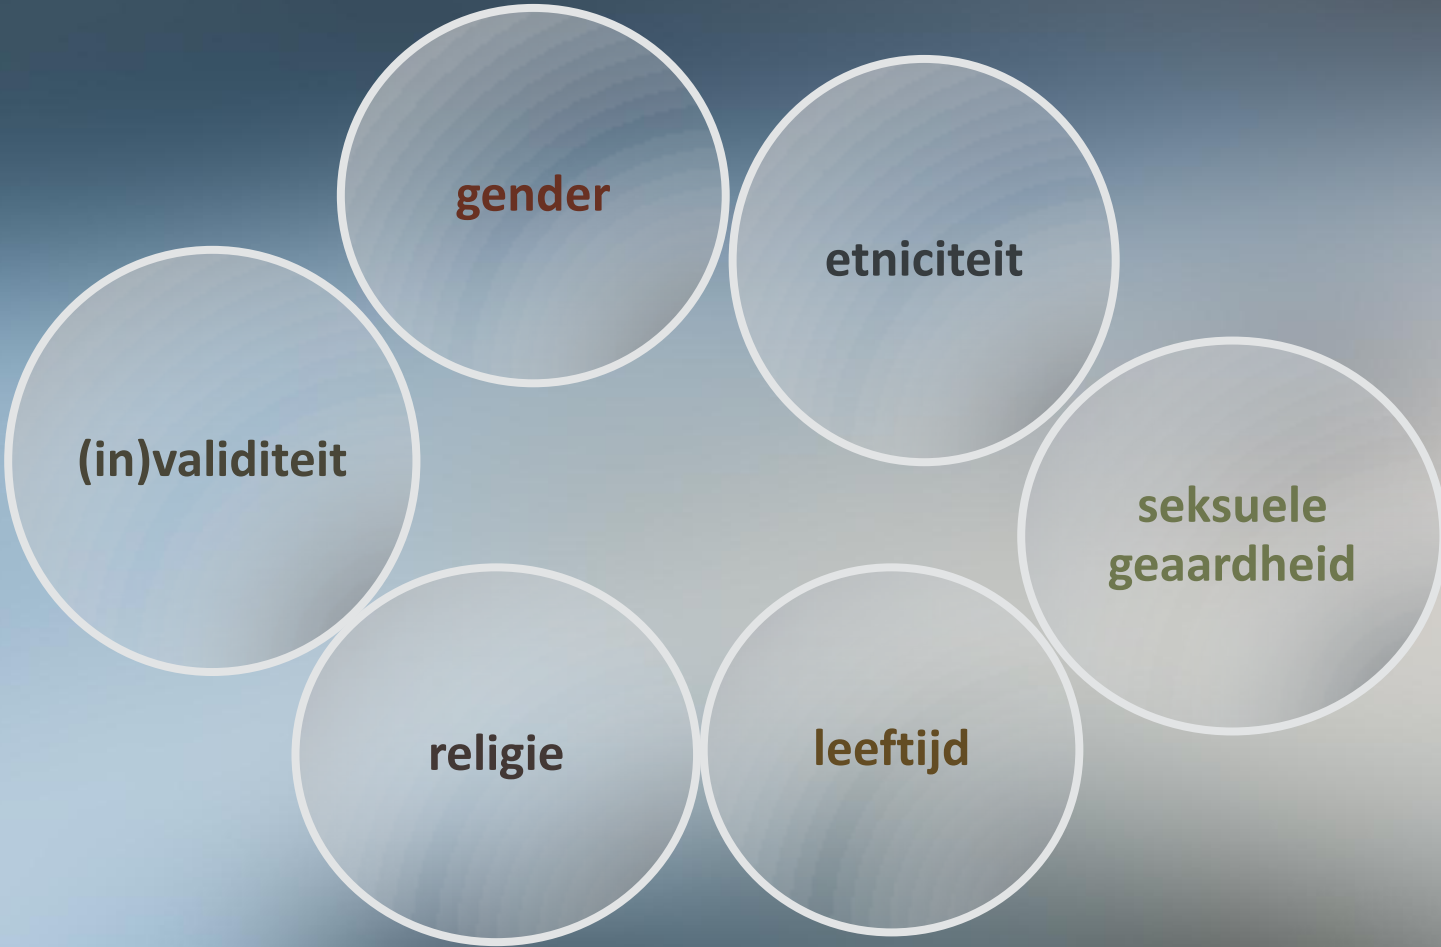 gender
etniciteit
(in)validiteit
seksuele
geaardheid
religie
leeftijd